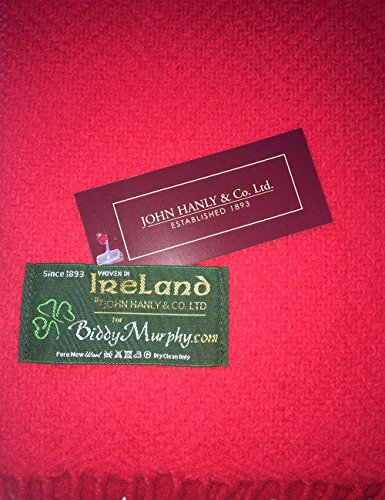 JOHN HANLY & Co. Ltd.
ESTABLISHED 1893
Since 1893 WOVEN IN
IReLand
By JOHN HANLY & CO. LTD
for
BiddyMurphy.com
Pure New Wool Dry Clean Only